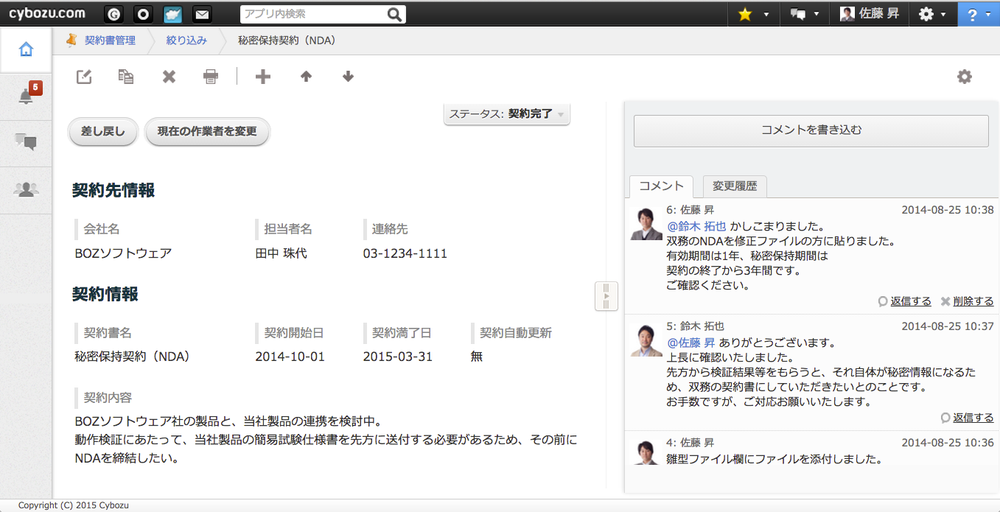 cybozu.com
G
アプリ内検索
佐藤 昇
?
契約書管理 絞り込み 秘密保持契約（NDA）
5
ステータス: 契約完了
差し戻し 現在の作業者を変更
契約先情報
会社名 担当者名 連絡先
BOZソフトウェア 田中 珠代 03-1234-1111
契約情報
契約書名 契約開始日 契約満了日 契約自動更新
秘密保持契約（NDA） 2014-10-01 2015-03-31 無
契約内容
BOZソフトウェア社の製品と、当社製品の連携を検討中。
動作検証にあたって、当社製品の簡易試験仕様書を先方に送付する必要があるため、その前に
NDAを締結したい。
コメントを書き込む
コメント 変更履歴
6: 佐藤 昇 2014-08-25 10:38
@鈴木 拓也 かしこまりました。
双務のNDAを修正ファイルの方に貼りました。
有効期間は1年、秘密保持期間は
契約の終了から3年間です。
ご確認ください。
返信する 削除する
5: 鈴木 拓也 2014-08-25 10:37
@佐藤 昇 ありがとうございます。
上長に確認いたしました。
先方から検証結果等をもらうと、それ自体が秘密情報になるた
め、双務の契約書にしていただきたいとのことです。
お手数ですが、ご対応お願いいたします。
返信する
4: 佐藤 昇 2014-08-25 10:36
雛型ファイル欄にファイルを添付しました。
Copyright (C) 2015 Cybozu